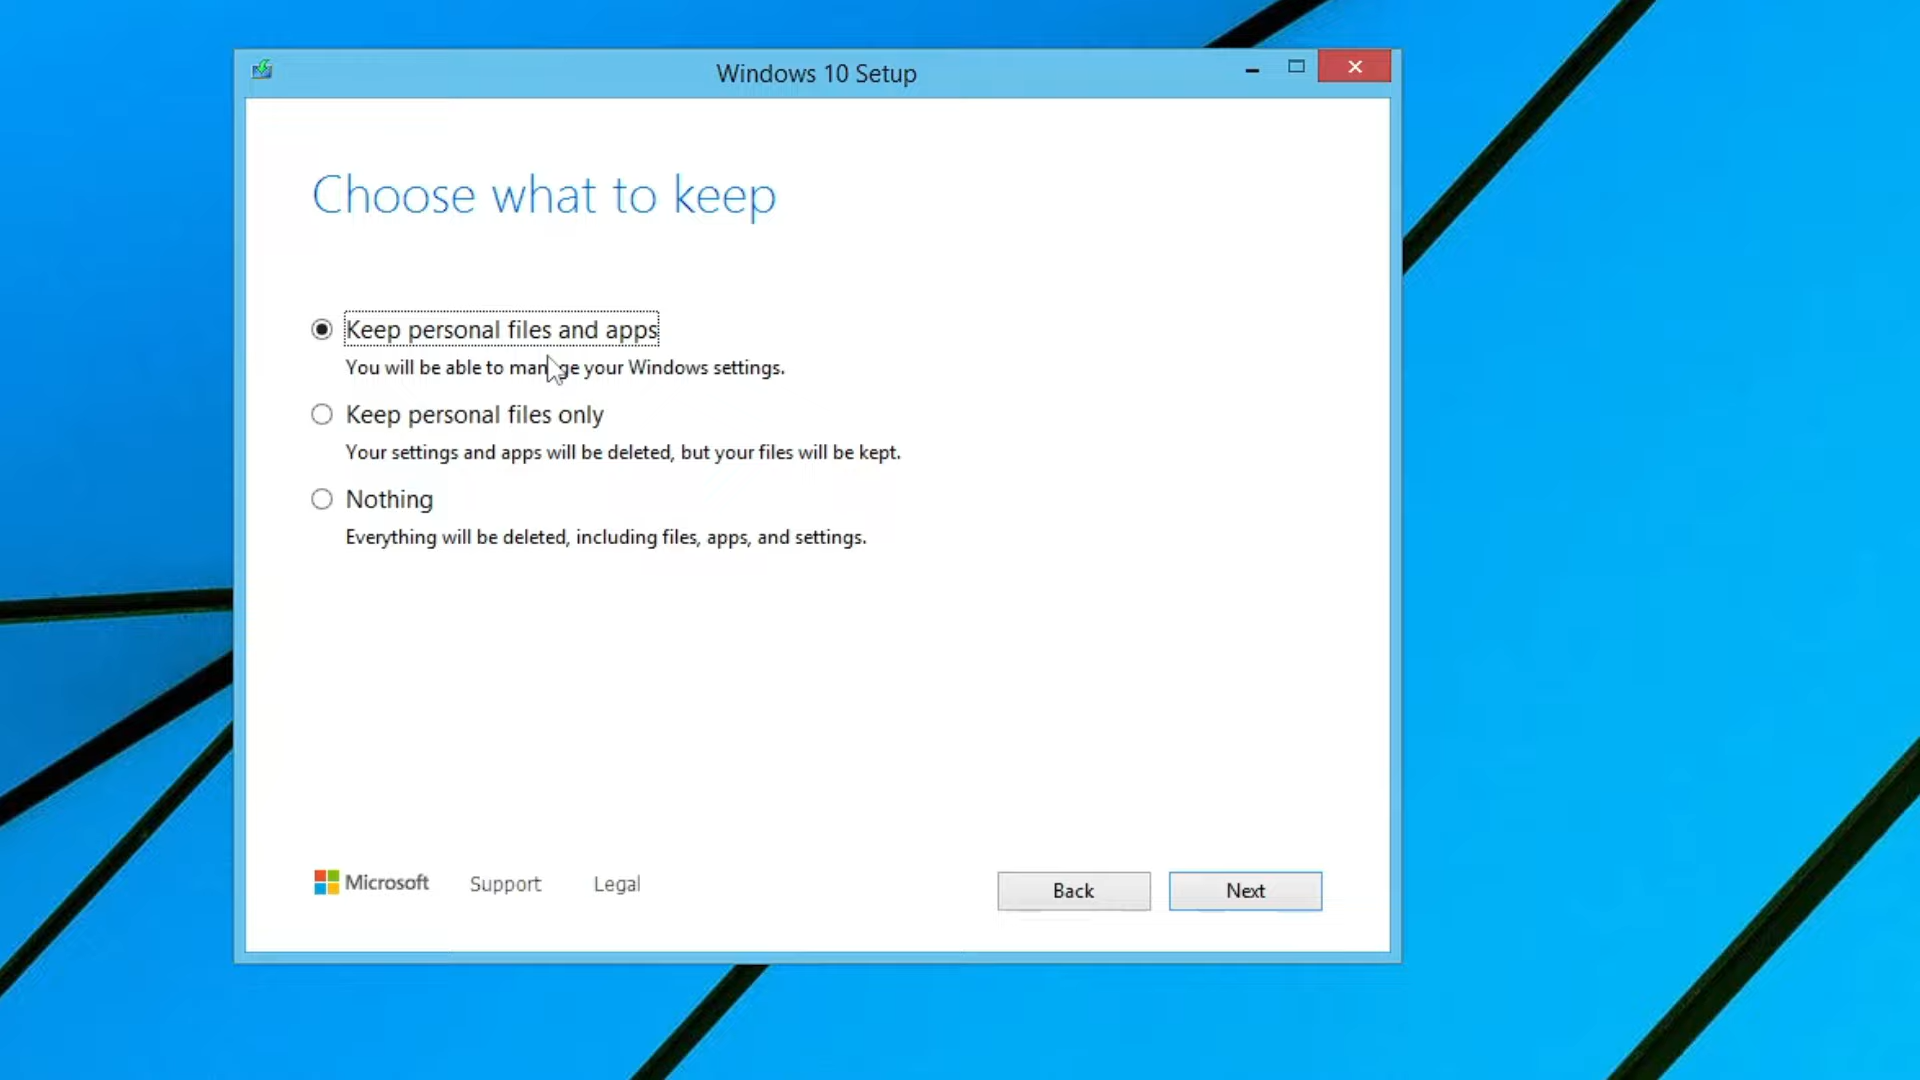 Windows 10 Setup
Choose what to keep
Keep personal files and apps
You will be able to manage your Windows settings.
Keep personal files only
Your settings and apps will be deleted, but your files will be kept.
Nothing
Everything will be deleted, including files, apps, and settings.
Microsoft Support Legal Back Next